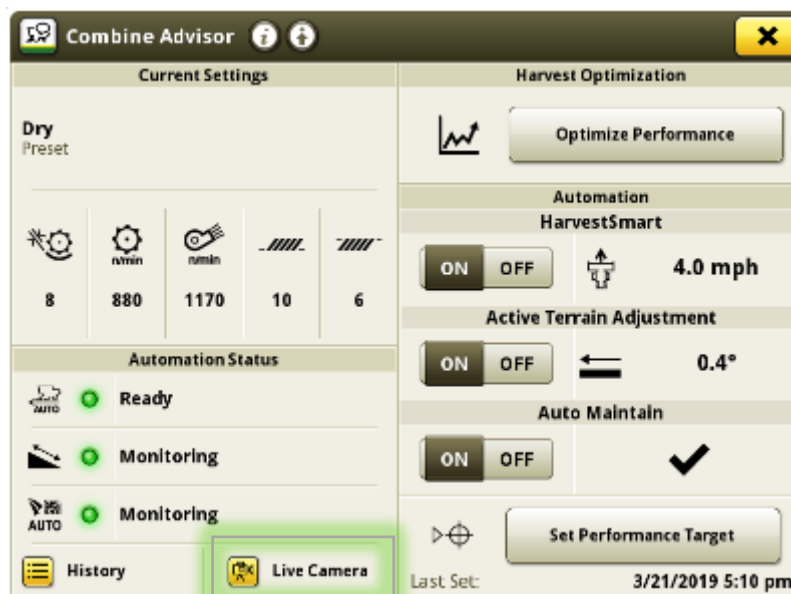 Combine Advisor
Current Settings
Dry
Preset
n/min
n/min
8
880
1170
10
6
Automation Status
AUTO
Ready
Monitoring
AUTO
Monitoring
History
Live Camera
Harvest Optimization
Optimize Performance
Automation
HarvestSmart
ON OFF
4.0 mph
Active Terrain Adjustment
ON OFF
0.4°
Auto Maintain
ON OFF
Set Performance Target
Last Set: 3/21/2019 5:10 pm